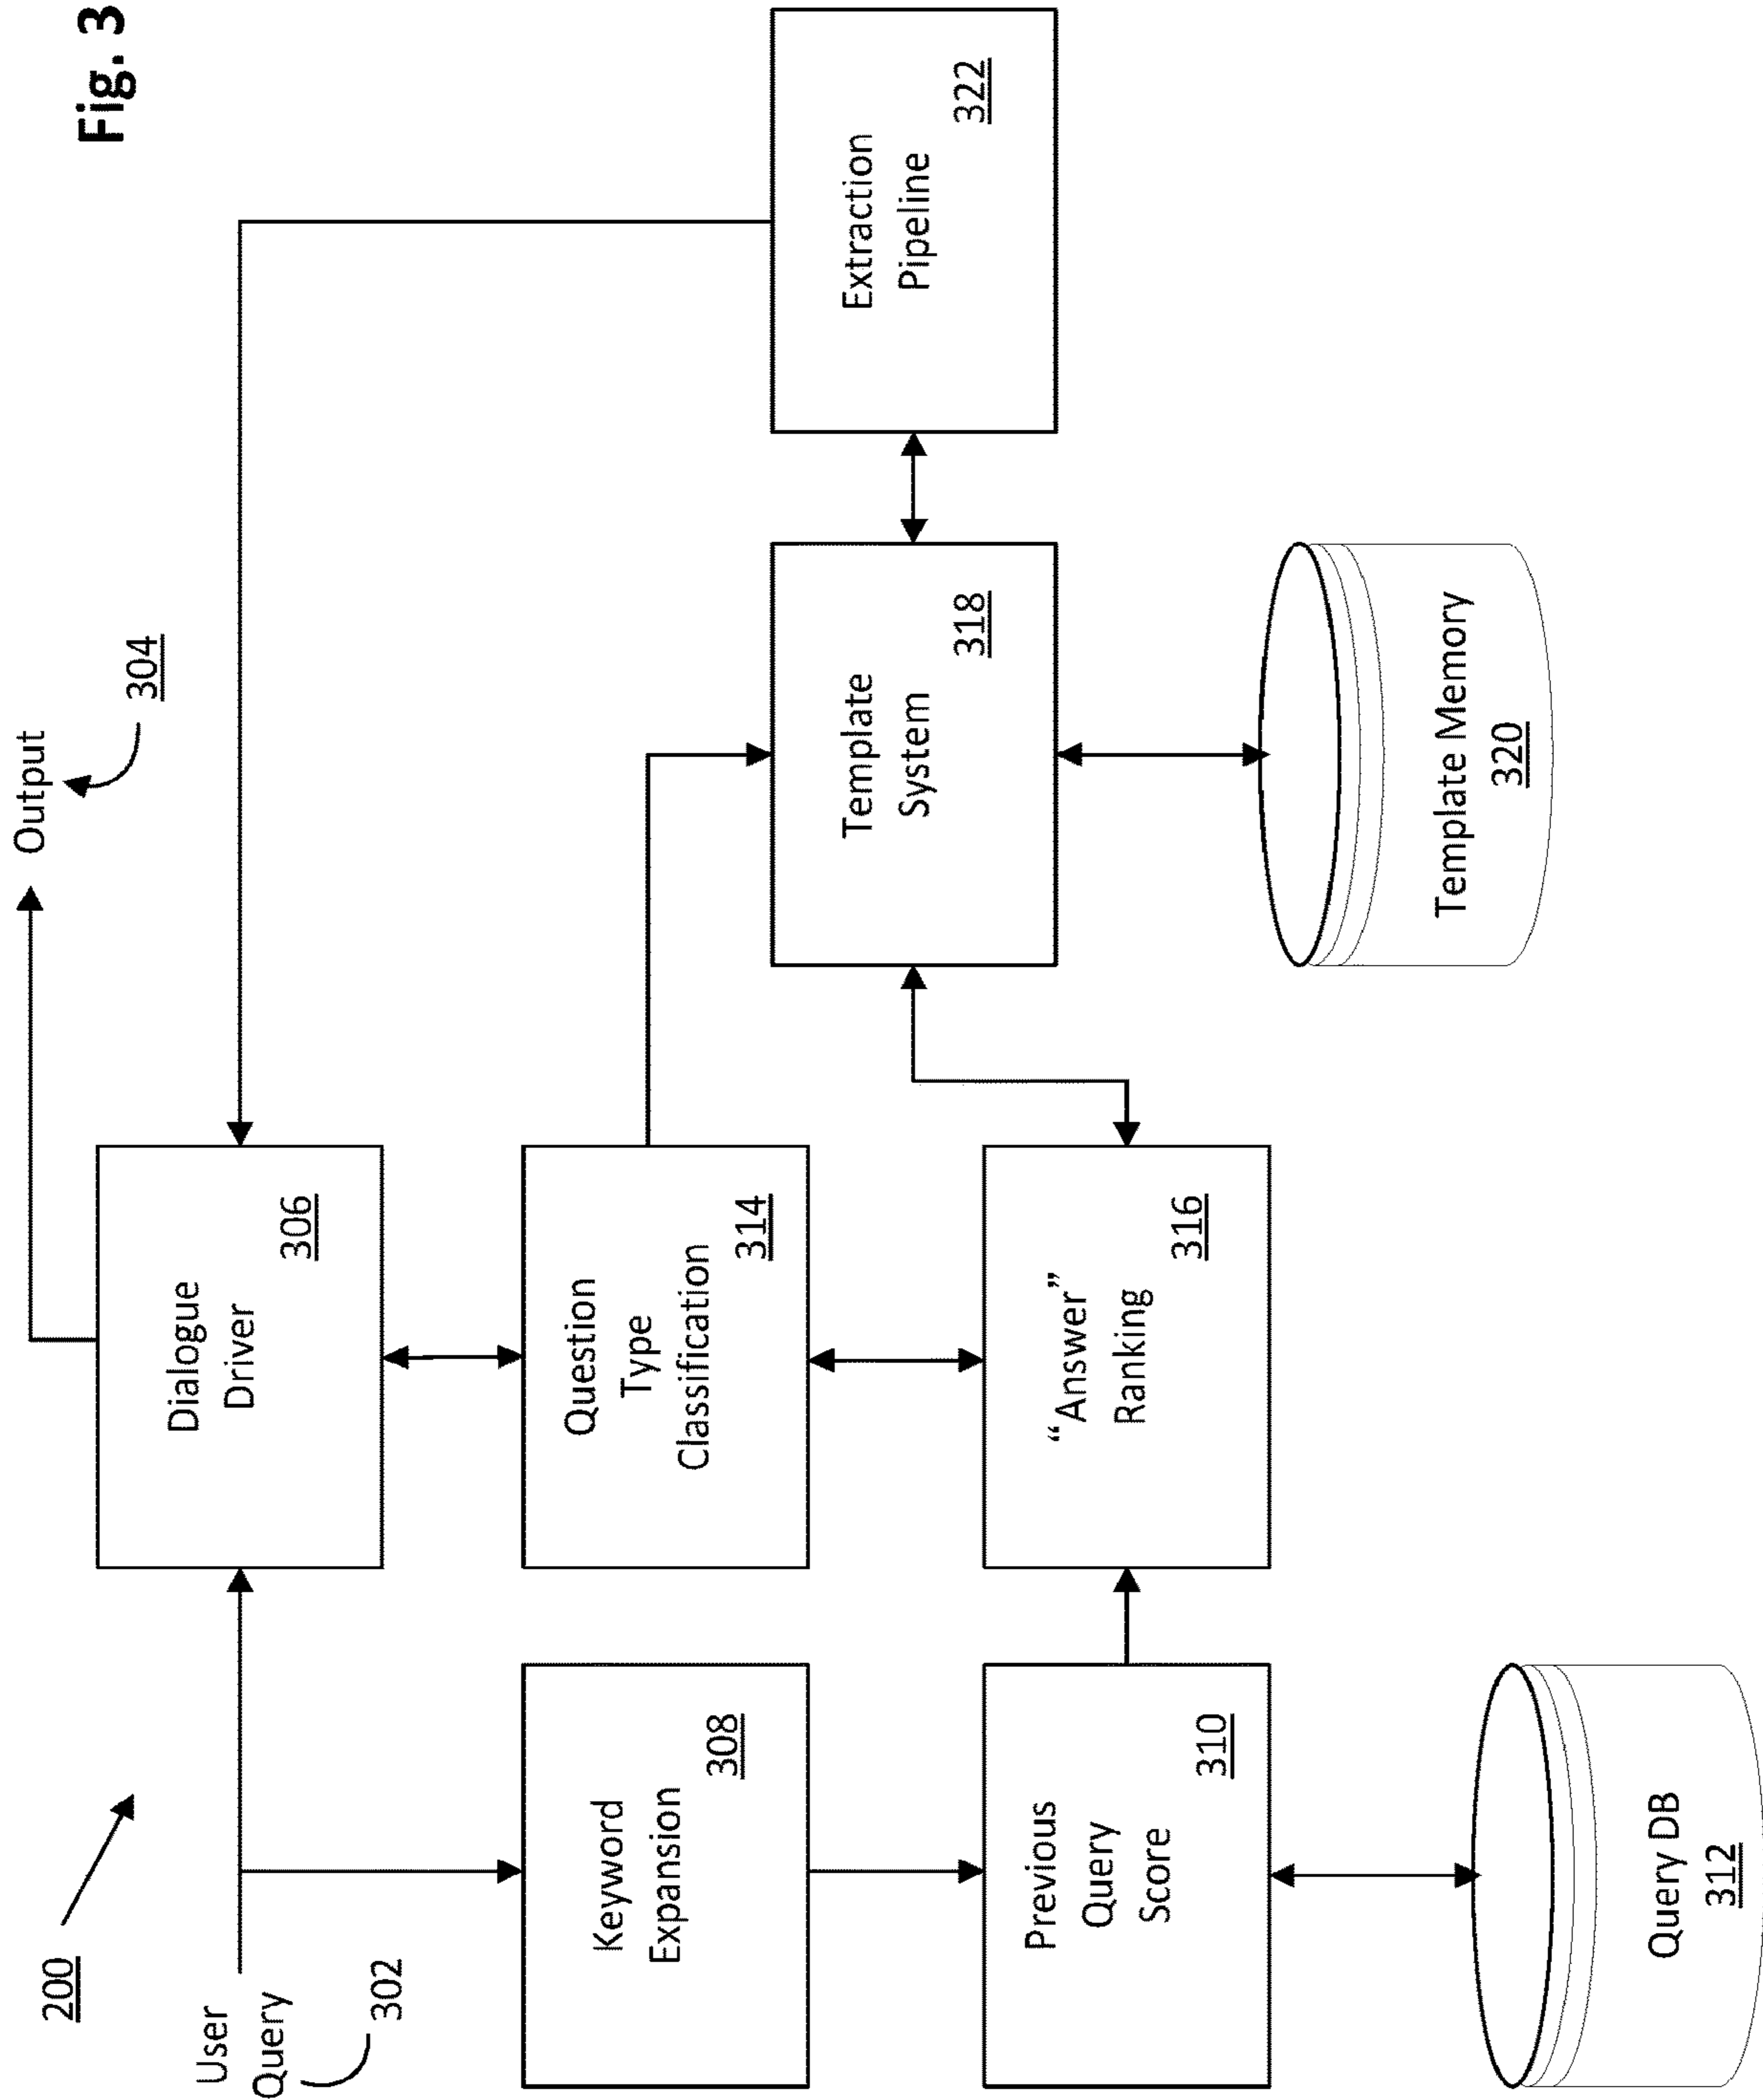 Fig. 3
200
Output
304
User
Query
302
Dialogue
Driver
306
Keyword
Expansion
308
Question
Type
Classification
314
Template
System
318
Extraction
Pipeline
322
Previous
Query
Score
310
“Answer”
Ranking
316
Template Memory
320
Query DB
312